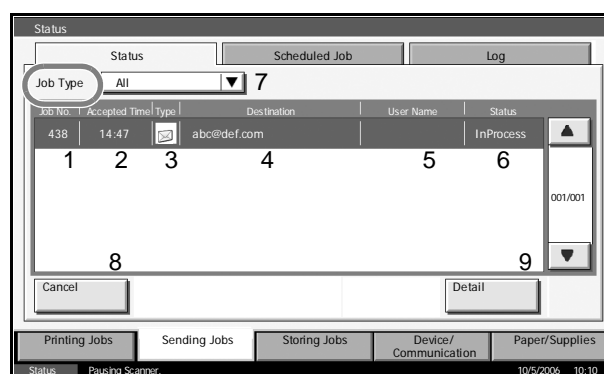 Status
Status Scheduled Job Log
Job Type All 7
Job No. Accepted Time Type Destination User Name Status
438 14:47 abc@def.com InProcess
1 2 3 4 5 6
001/001
8 9
Cancel Detail
Printing Jobs Sending Jobs Storing Jobs Device/ Paper/Supplies
Communication
Status Pausing Scanner. 10/5/2006 10:10